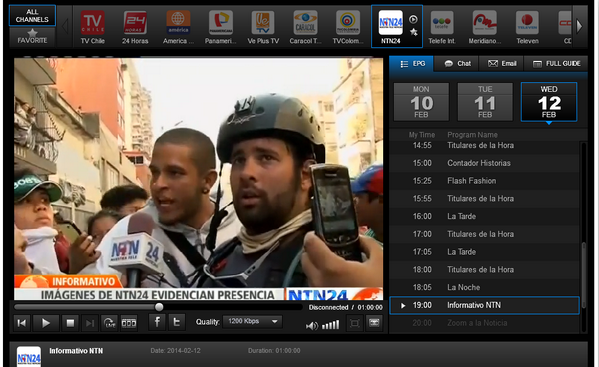 ALL
CHANNELS
FAVORITE
TV Chile
24 Horas
America ...
Panameri...
Ve Plus TV
Caracol T...
TVColom...
NTN24
Telefe Int.
Meridiano...
Televen
EPG
Chat
Email
FULL GUIDE
MON
10
FEB
TUE
11
FEB
WED
12
FEB
My Time Program Name
14:55 Titulares de la Hora
15:00 Contador Historias
15:25 Flash Fashion
15:55 Titulares de la Hora
16:00 La Tarde
17:00 Titulares de la Hora
17:05 La Tarde
18:00 Titulares de la Hora
18:05 La Noche
19:00 Informativo NTN
20:00 Zoom a la Noticia
NTN24
INFORMATIVO
IMÁGENES DE NTN24 EVIDENCIAN PRESENCIA
NTN24
Disconnected / 01:00:00
Quality: 1200 Kbps
NTN24
Informativo NTN Date: 2014-02-12 Duration: 01:00:00